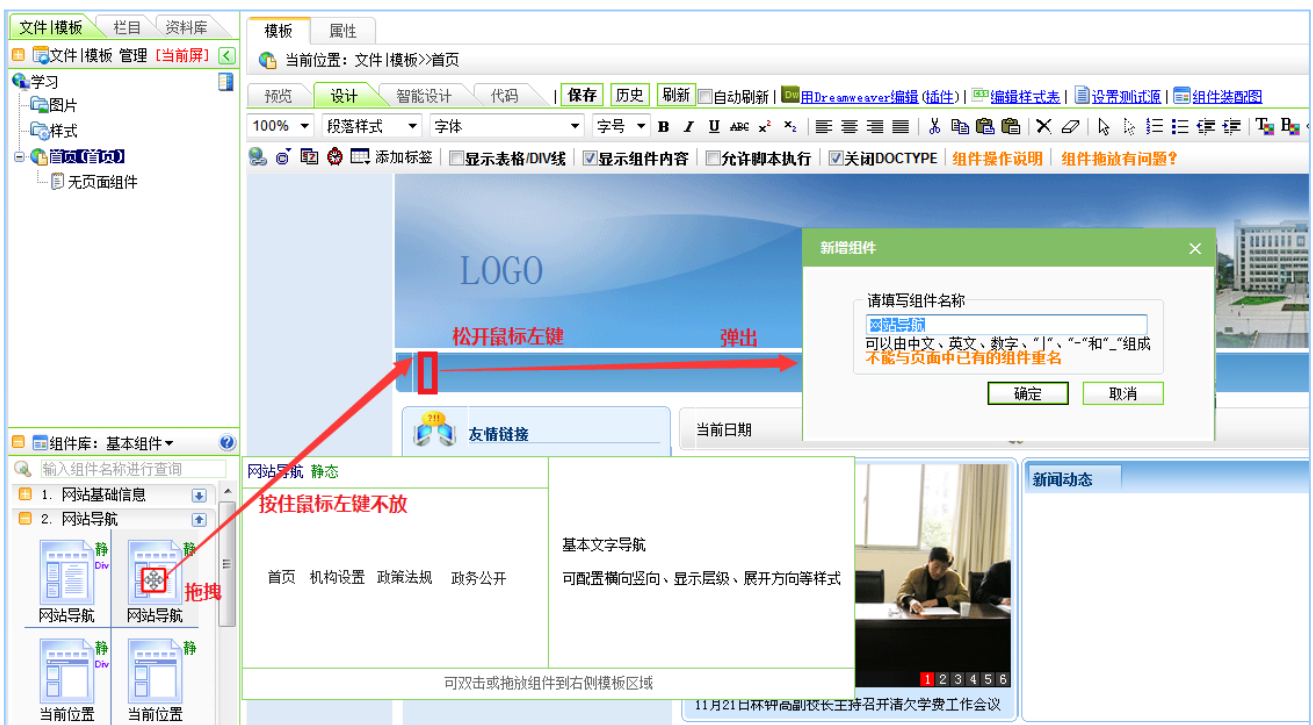 文件|模板 栏目 资料库
文件|模板 管理 [当前屏]
学习
图片
样式
首页(首页)
无页面组件
模板 属性
当前位置：文件|模板>>首页
预览 设计 智能设计 代码 | 保存 历史 刷新 自动刷新 | Dw 用Dreamweaver编辑 (插件) | 编辑样式表 | 设置测试源 | 组件装配图
100% 段落样式 字体 字号 B I U ABC x² ×₂
添加标签 显示表格/DIV线 显示组件内容 允许脚本执行 关闭DOCTYPE 组件操作说明 组件拖放有问题?
LOGO
松开鼠标左键 弹出
新增组件
请填写组件名称
网站导航
可以由中文、英文、数字、"|"、"-"和"_"组成
不能与页面中已有的组件重名
确定 取消
友情链接
当前日期
组件库：基本组件
输入组件名称进行查询
1. 网站基础信息
2. 网站导航
静 Div
网站导航
静
网站导航
拖拽
静 Div
当前位置
静
当前位置
网站导航 静态
按住鼠标左键不放
首页 机构设置 政策法规 政务公开
基本文字导航
可配置横向竖向、显示层级、展开方向等样式
可双击或拖放组件到右侧模板区域
新闻动态
1 2 3 4 5 6
11月21日林钟高副校长主持召开清欠学费工作会议